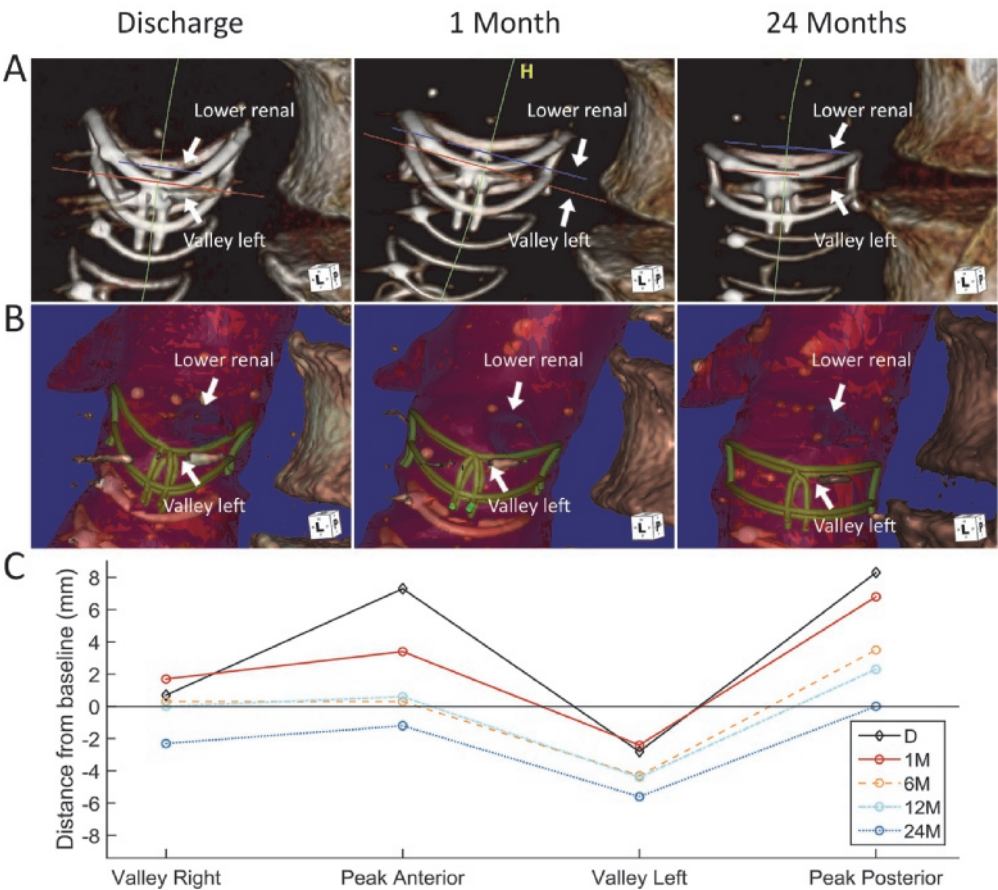 Discharge
1 Month
24 Months
A
Lower renal
Valley left
L
H
Lower renal
Valley left
L
Lower renal
Valley left
L
B
Lower renal
Valley left
L
P
Lower renal
Valley left
L
P
Lower renal
Valley left
L
P
C
Distance from baseline (mm)
8
6
4
2
0
-2
-4
-6
-8
D
1M
6M
12M
24M
Valley Right
Peak Anterior
Valley Left
Peak Posterior